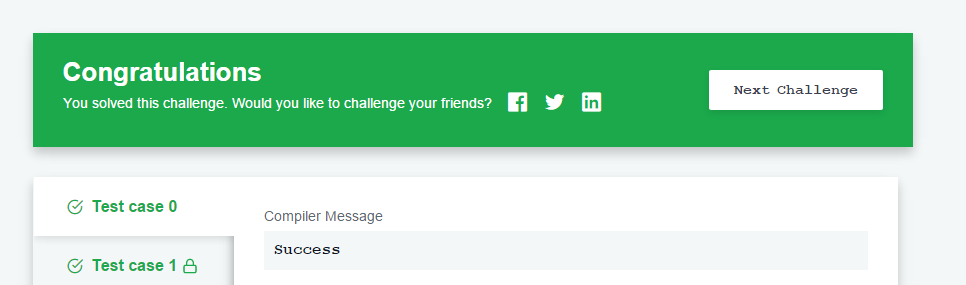 Congratulations
You solved this challenge. Would you like to challenge your friends?
Next Challenge
Test case 0
Compiler Message
Success
Test case 1